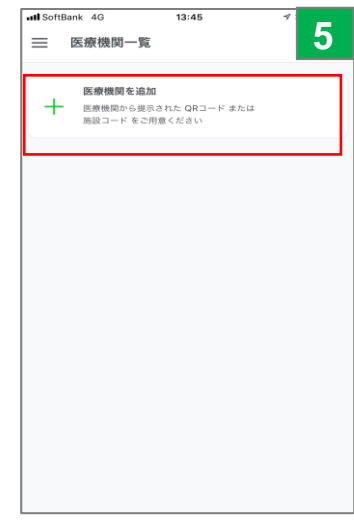 SoftBank 4G 13:45
5
医療機関一覧
医療機関を追加
医療機関から提示された QRコード または
施設コード をご用意ください